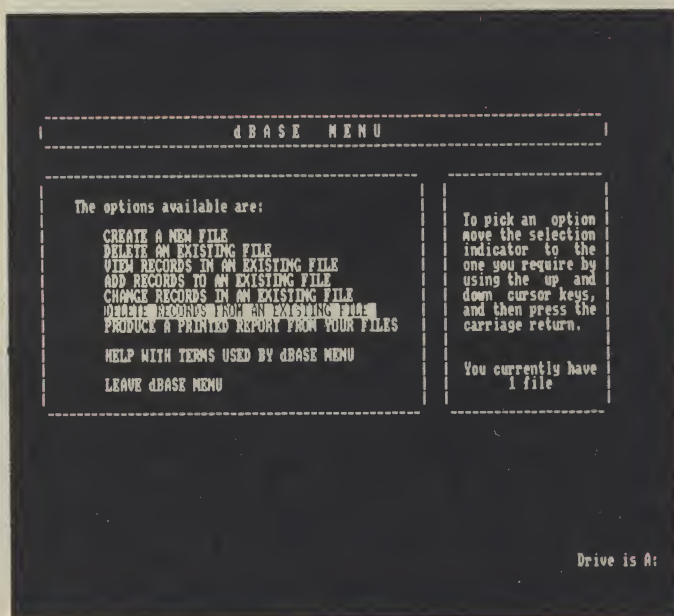 dBASE MENU
The options available are:
CREATE A NEW FILE
DELETE AN EXISTING FILE
VIEW RECORDS IN AN EXISTING FILE
ADD RECORDS TO AN EXISTING FILE
CHANGE RECORDS IN AN EXISTING FILE
DELETE RECORDS FROM AN EXISTING FILE
PRODUCE A PRINTED REPORT FROM YOUR FILES
HELP WITH TERMS USED BY dBASE MENU
LEAVE dBASE MENU
To pick an option
move the selection
indicator to the
one you require by
using the up and
down cursor keys,
and then press the
carriage return.
You currently have
1 file
Drive is A: